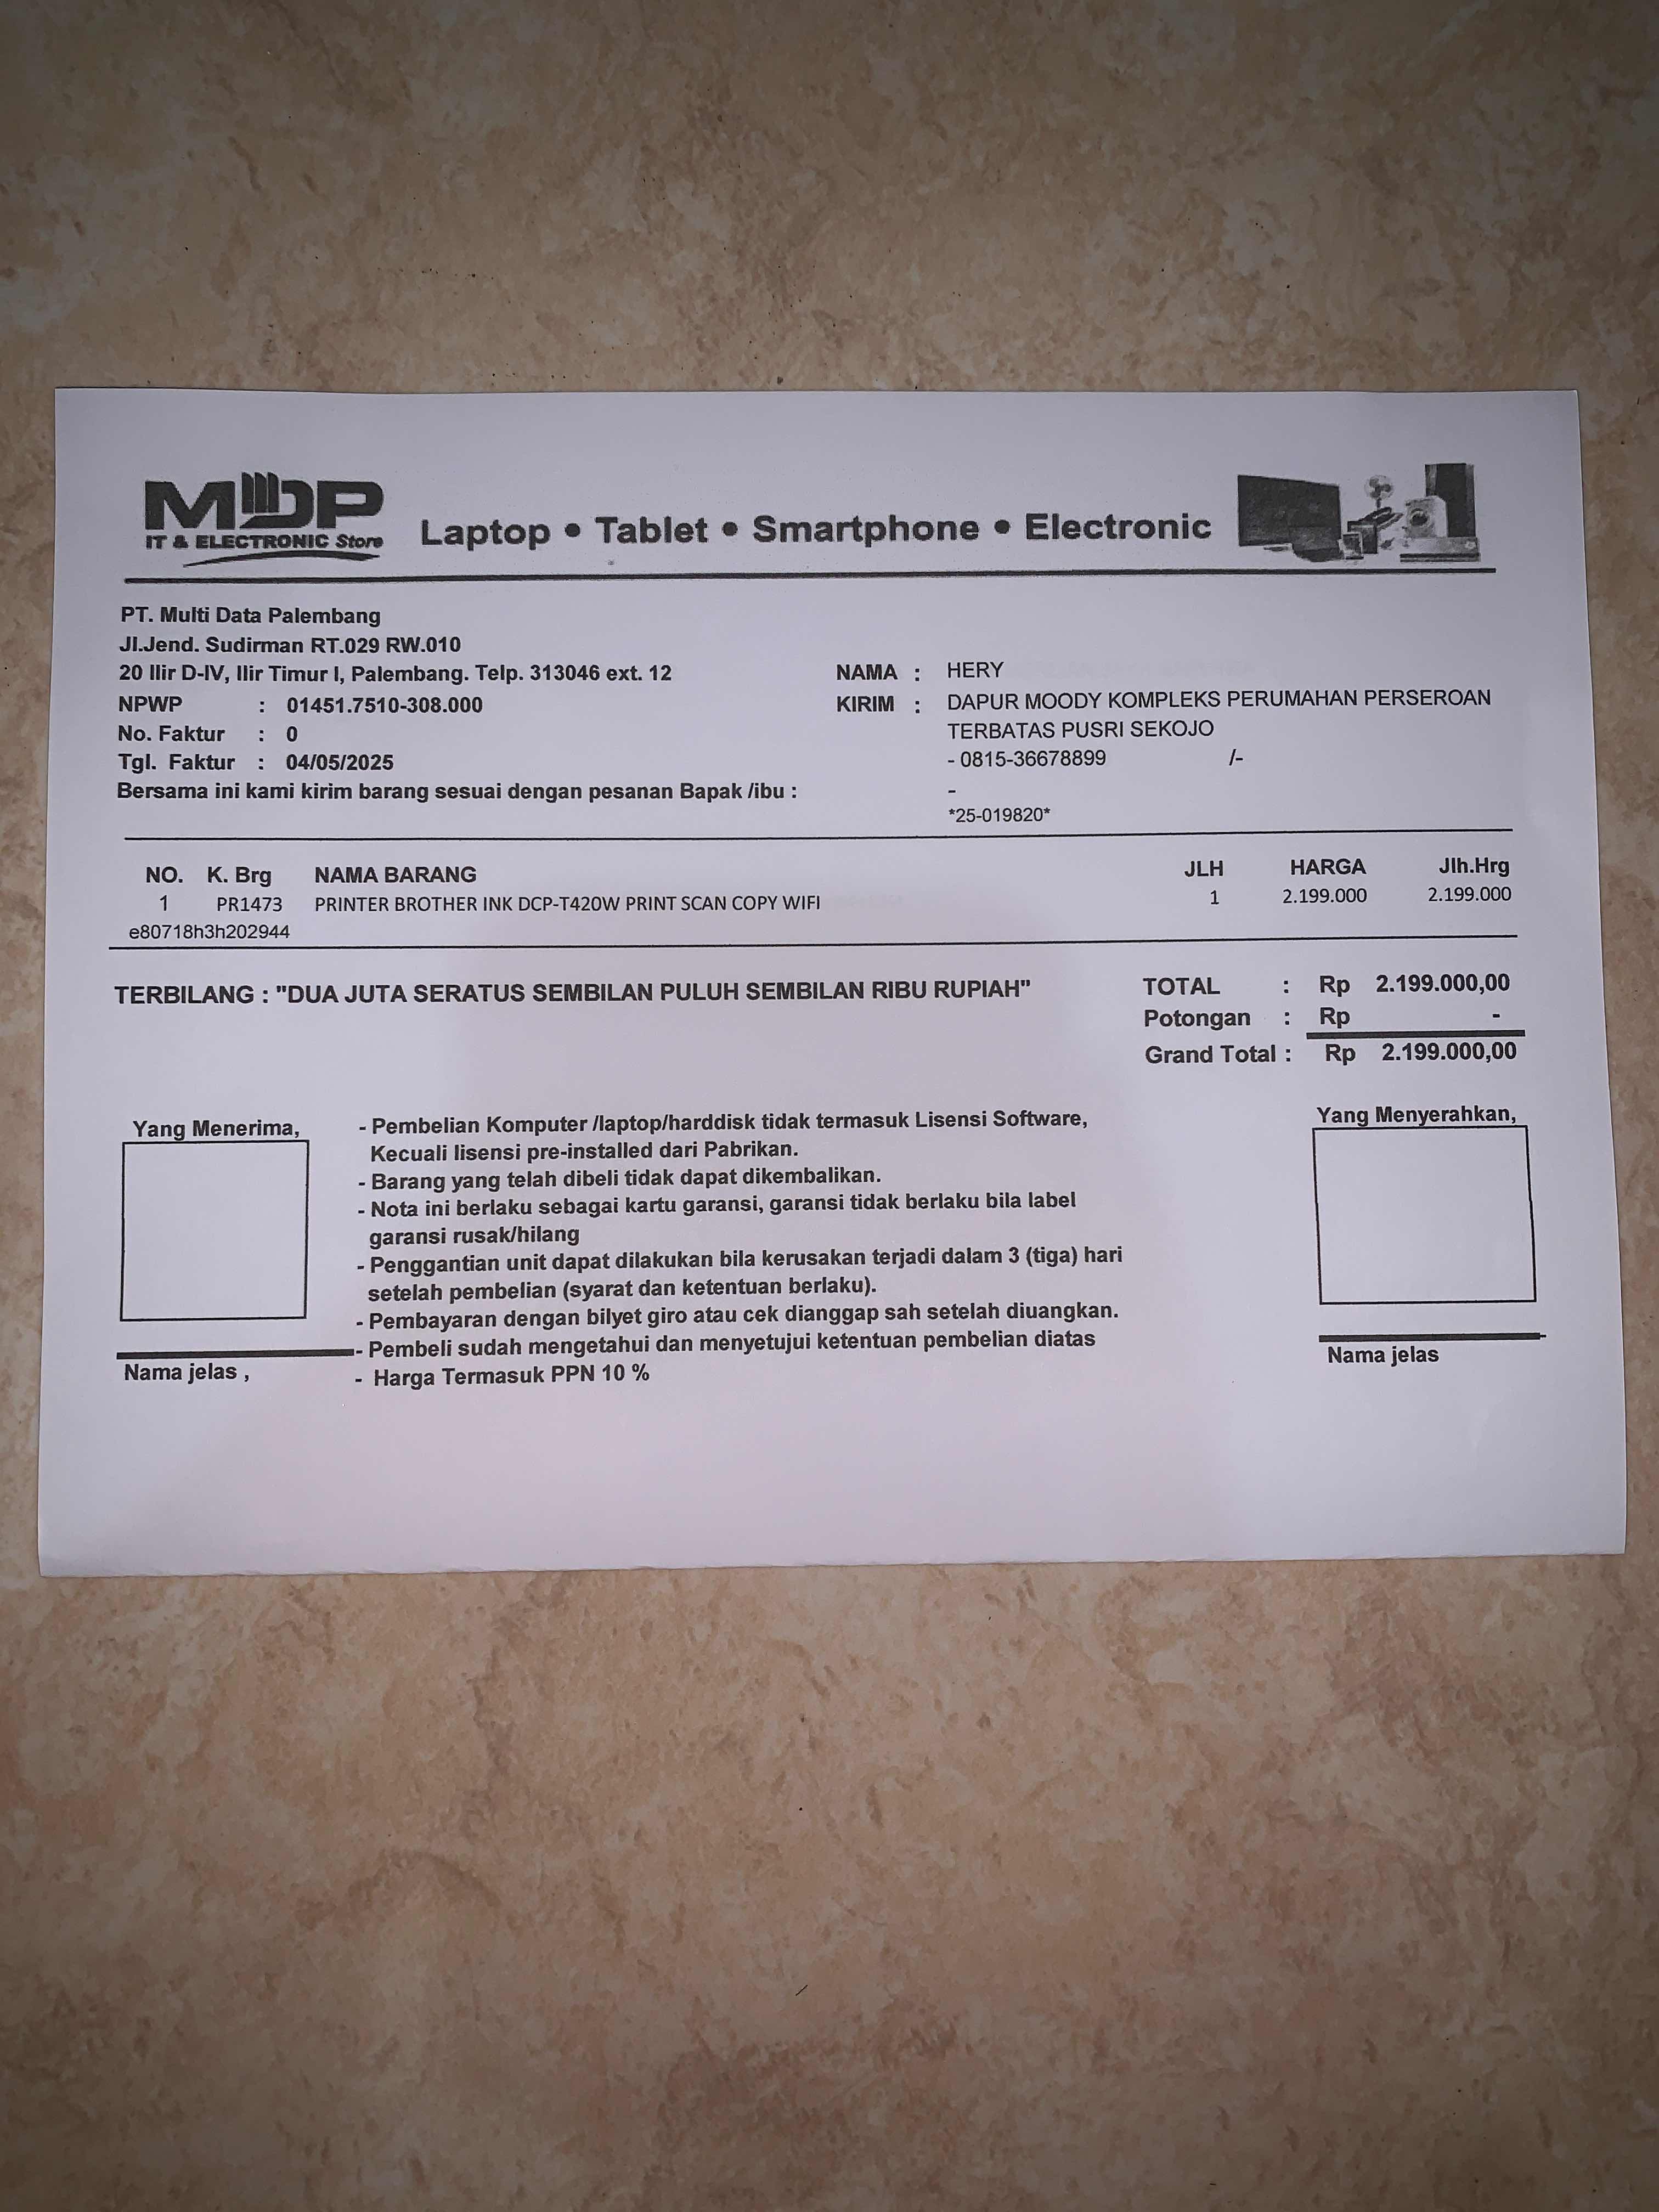 MDP
IT & ELECTRONIC Store
Laptop • Tablet • Smartphone • Electronic
PT. Multi Data Palembang
Jl.Jend. Sudirman RT.029 RW.010
20 Ilir D-IV, Ilir Timur I, Palembang. Telp. 313046 ext. 12
NPWP : 01451.7510-308.000
No. Faktur : 0
Tgl. Faktur : 04/05/2025
Bersama ini kami kirim barang sesuai dengan pesanan Bapak /ibu :
NAMA : HERY
KIRIM : DAPUR MOODY KOMPLEKS PERUMAHAN PERSEROAN
TERBATAS PUSRI SEKOJO
- 0815-36678899 /-
-
*25-019820*
NO. K. Brg NAMA BARANG JLH HARGA Jlh.Hrg
1 PR1473 PRINTER BROTHER INK DCP-T420W PRINT SCAN COPY WIFI 1 2.199.000 2.199.000
e80718h3h202944
TERBILANG : "DUA JUTA SERATUS SEMBILAN PULUH SEMBILAN RIBU RUPIAH"
TOTAL : Rp 2.199.000,00
Potongan : Rp -
Grand Total : Rp 2.199.000,00
Yang Menerima,
Nama jelas ,
- Pembelian Komputer /laptop/harddisk tidak termasuk Lisensi Software,
Kecuali lisensi pre-installed dari Pabrikan.
- Barang yang telah dibeli tidak dapat dikembalikan.
- Nota ini berlaku sebagai kartu garansi, garansi tidak berlaku bila label
garansi rusak/hilang
- Penggantian unit dapat dilakukan bila kerusakan terjadi dalam 3 (tiga) hari
setelah pembelian (syarat dan ketentuan berlaku).
- Pembayaran dengan bilyet giro atau cek dianggap sah setelah diuangkan.
- Pembeli sudah mengetahui dan menyetujui ketentuan pembelian diatas
- Harga Termasuk PPN 10 %
Yang Menyerahkan,
Nama jelas